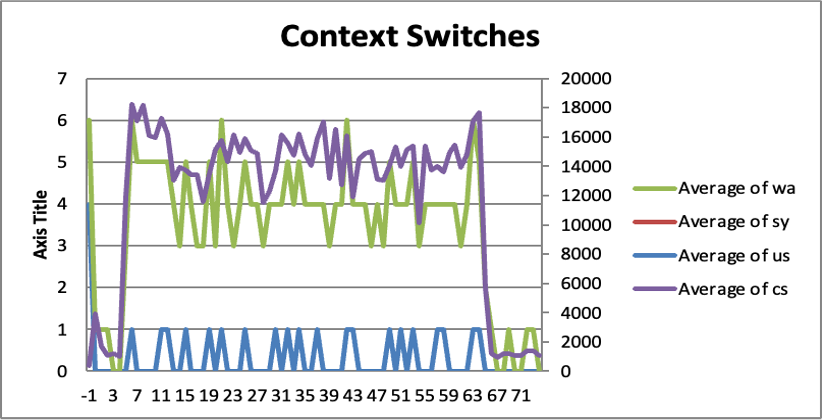 Context Switches
7 20000
6 18000
5 16000
4 14000
3 12000
2 10000
1 8000
0 6000
4000
2000
0
Axis Title
-1 3 7 11 15 19 23 27 31 35 39 43 47 51 55 59 63 67 71
Average of wa
Average of sy
Average of us
Average of cs